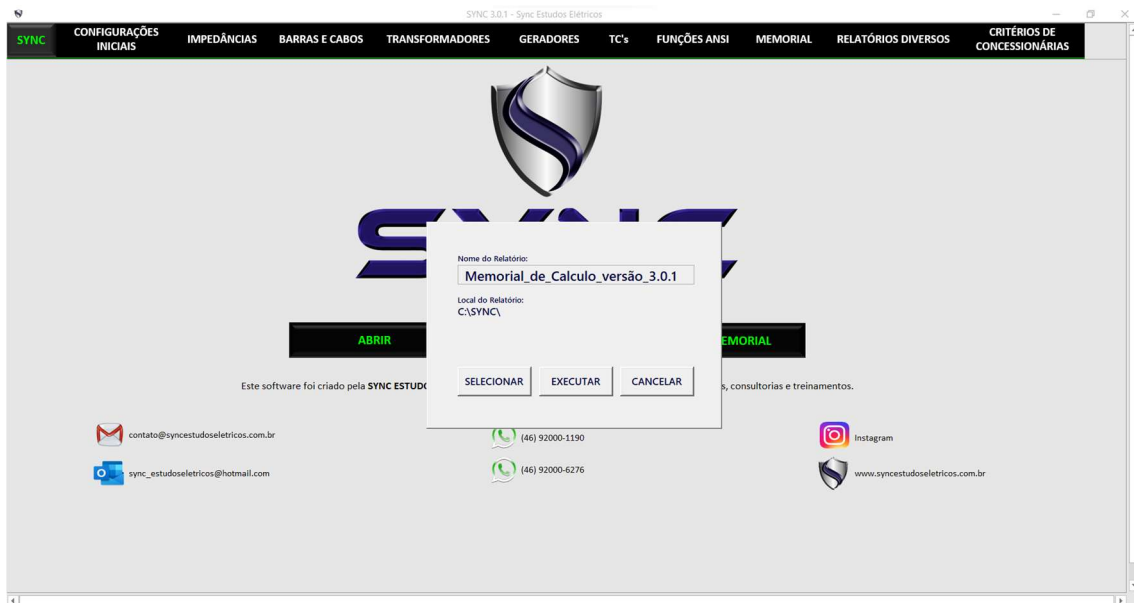 SYNC 3.0.1 - Sync Estudos Elétricos
SYNC
CONFIGURAÇÕES
INICIAIS
IMPEDÂNCIAS
BARRAS E CABOS
TRANSFORMADORES
GERADORES
TC's
FUNÇÕES ANSI
MEMORIAL
RELATÓRIOS DIVERSOS
CRITÉRIOS DE
CONCESSIONÁRIAS
SYNC
Nome do Relatório:
Memorial_de_Calculo_versão_3.0.1
Local do Relatório:
C:\SYNC\
ABRIR
SELECIONAR
EXECUTAR
CANCELAR
Este software foi criado pela SYNC , consultorias e treinamentos.
contato@syncestudoseletricos.com.br
(46) 92000-1190
Instagram
sync_estudoseletricos@hotmail.com
(46) 92000-6276
www.syncestudoseletricos.com.br